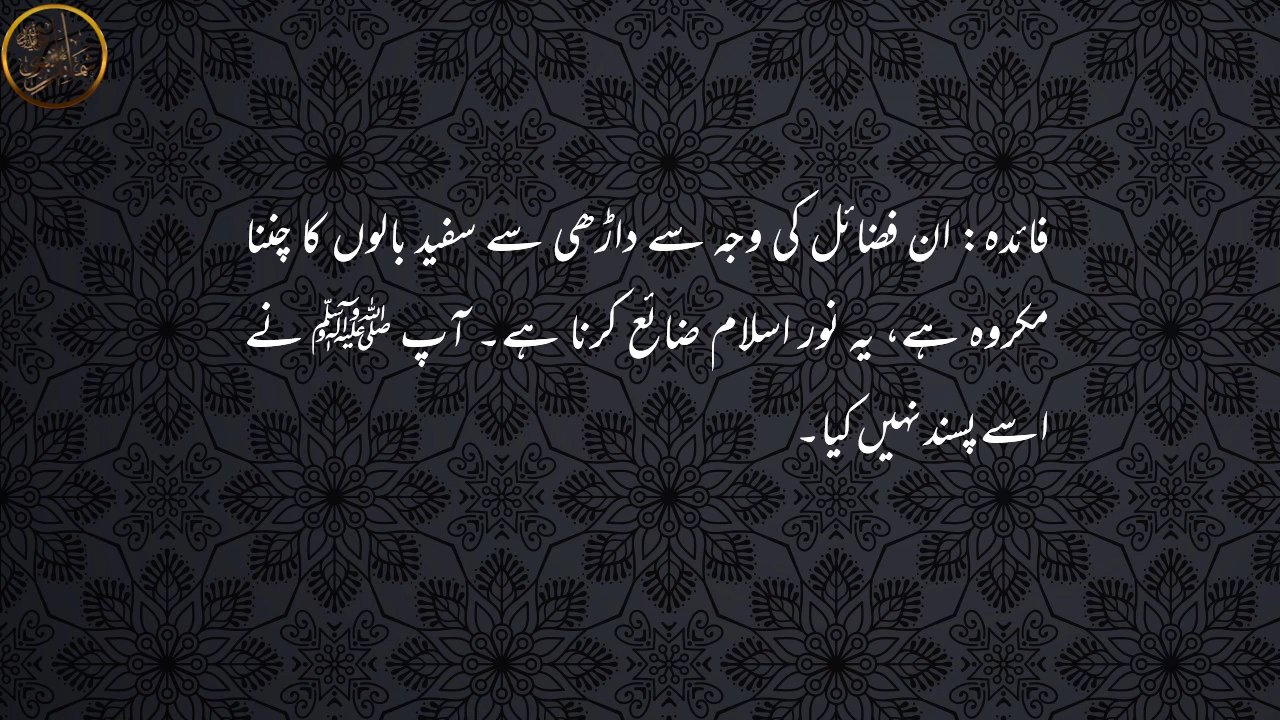 فائدہ : ان فضائل کی وجہ سے داڑھی سے سفید بالوں کا چننا
مکروہ ہے، یہ نور اسلام ضائع کرنا ہے۔ آپ ﷺ نے
اسے پسند نہیں کیا۔